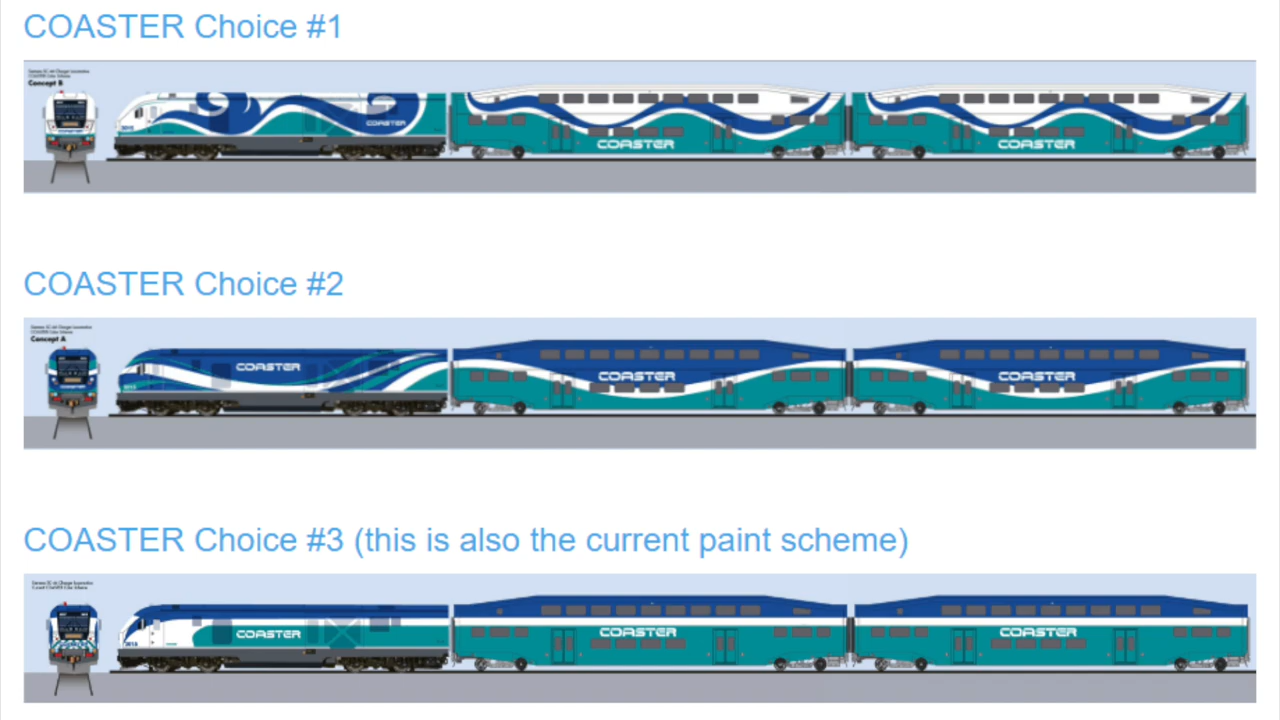 COASTER Choice #1
Concept B
COASTER
COASTER
COASTER
COASTER Choice #2
Concept A
COASTER
COASTER
COASTER
COASTER Choice #3 (this is also the current paint scheme)
COASTER
COASTER
COASTER